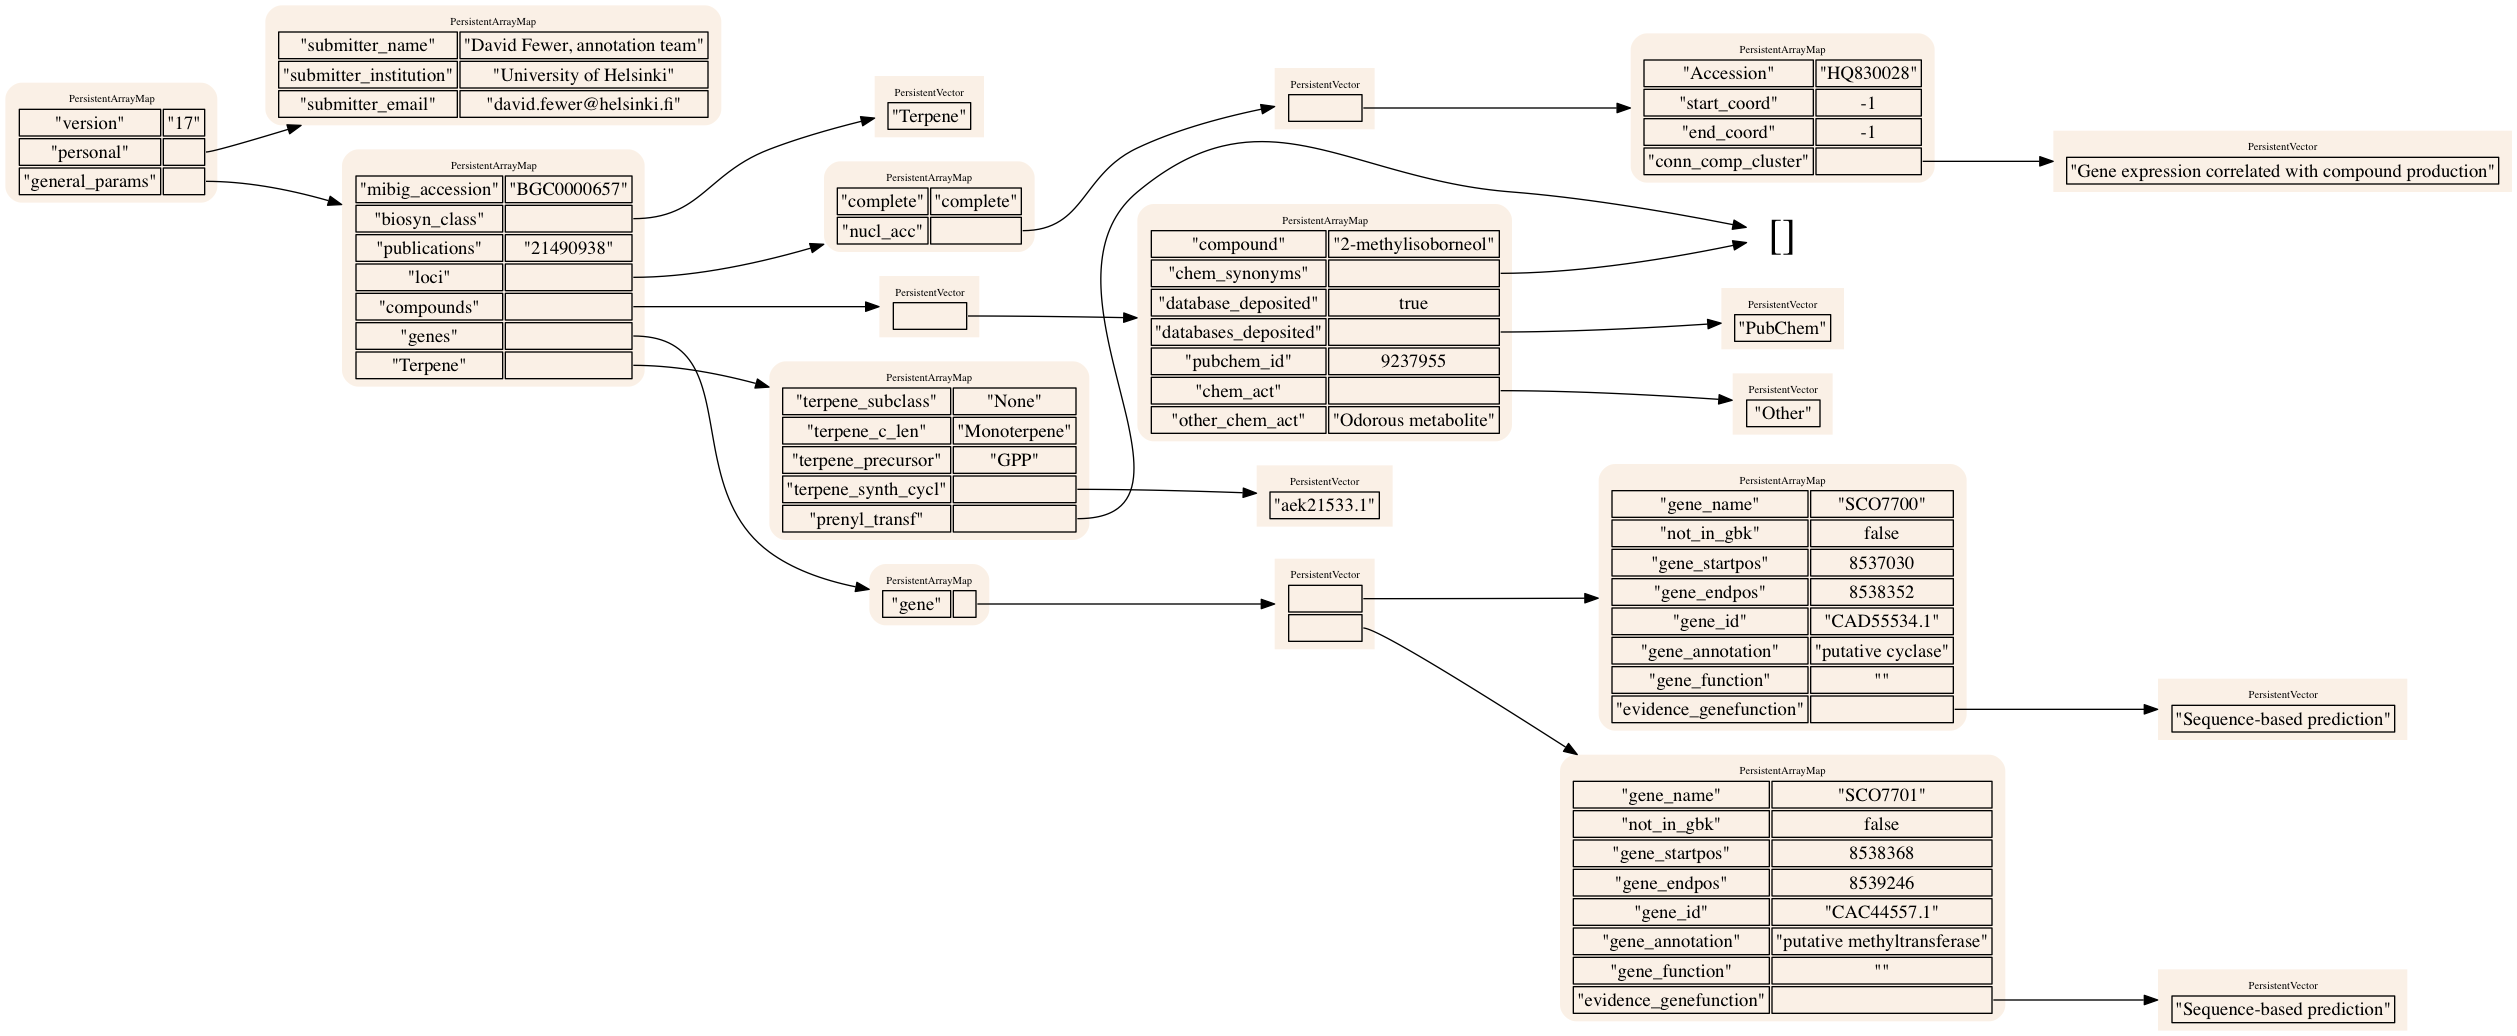 PersistentArrayMap
"version" "17"
"personal"
"general_params"
PersistentArrayMap
"submitter_name" "David Fewer, annotation team"
"submitter_institution" "University of Helsinki"
"submitter_email" "david.fewer@helsinki.fi"
PersistentArrayMap
"mibig_accession" "BGC0000657"
"biosyn_class"
"publications" "21490938"
"loci"
"compounds"
"genes"
"Terpene"
PersistentVector
"Terpene"
PersistentArrayMap
"complete" "complete"
"nucl_acc"
PersistentVector
PersistentArrayMap
"terpene_subclass" "None"
"terpene_c_len" "Monoterpene"
"terpene_precursor" "GPP"
"terpene_synth_cycl"
"prenyl_transf"
PersistentArrayMap
"gene"
PersistentVector
PersistentArrayMap
"compound" "2-methylisoborneol"
"chem_synonyms"
"database_deposited" true
"databases_deposited"
"pubchem_id" 9237955
"chem_act"
"other_chem_act" "Odorous metabolite"
PersistentVector
"aek21533.1"
PersistentVector
PersistentArrayMap
"Accession" "HQ830028"
"start_coord" -1
"end_coord" -1
"conn_comp_cluster"
PersistentVector
"Gene expression correlated with compound production"
[]
PersistentVector
"PubChem"
PersistentVector
"Other"
PersistentArrayMap
"gene_name" "SCO7700"
"not_in_gbk" false
"gene_startpos" 8537030
"gene_endpos" 8538352
"gene_id" "CAD55534.1"
"gene_annotation" "putative cyclase"
"gene_function" ""
"evidence_genefunction"
PersistentVector
"Sequence-based prediction"
PersistentArrayMap
"gene_name" "SCO7701"
"not_in_gbk" false
"gene_startpos" 8538368
"gene_endpos" 8539246
"gene_id" "CAC44557.1"
"gene_annotation" "putative methyltransferase"
"gene_function" ""
"evidence_genefunction"
PersistentVector
"Sequence-based prediction"